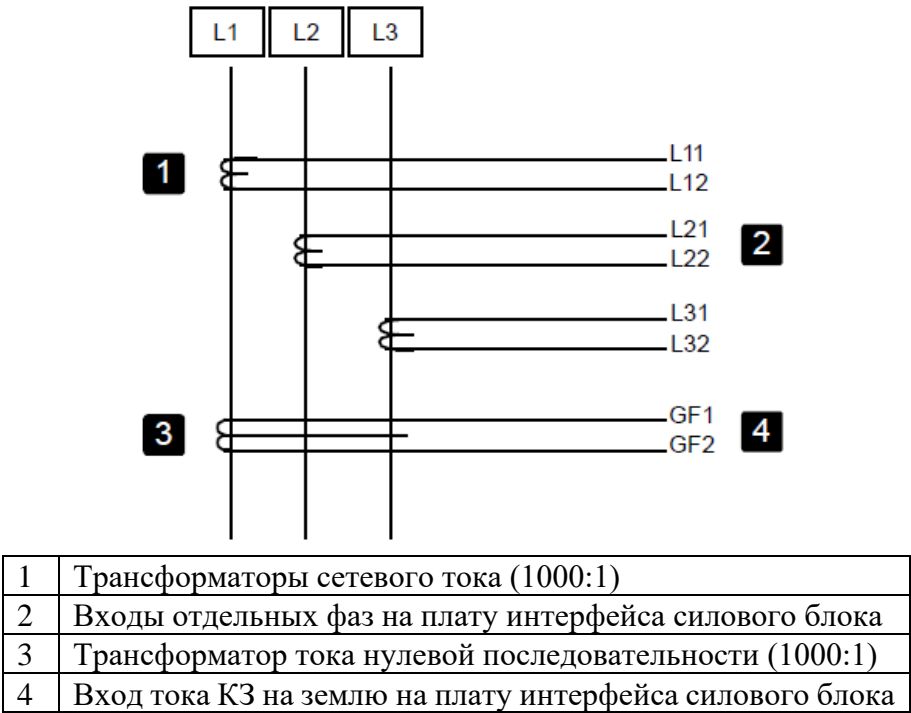 L1 L2 L3
L11
1
L12
L21
2
L22
L31
L32
GF1
3
4
GF2
1 Трансформаторы сетевого тока (1000:1)
2 Входы отдельных фаз на плату интерфейса силового блока
3 Трансформатор тока нулевой последовательности (1000:1)
4 Вход тока КЗ на землю на плату интерфейса силового блока